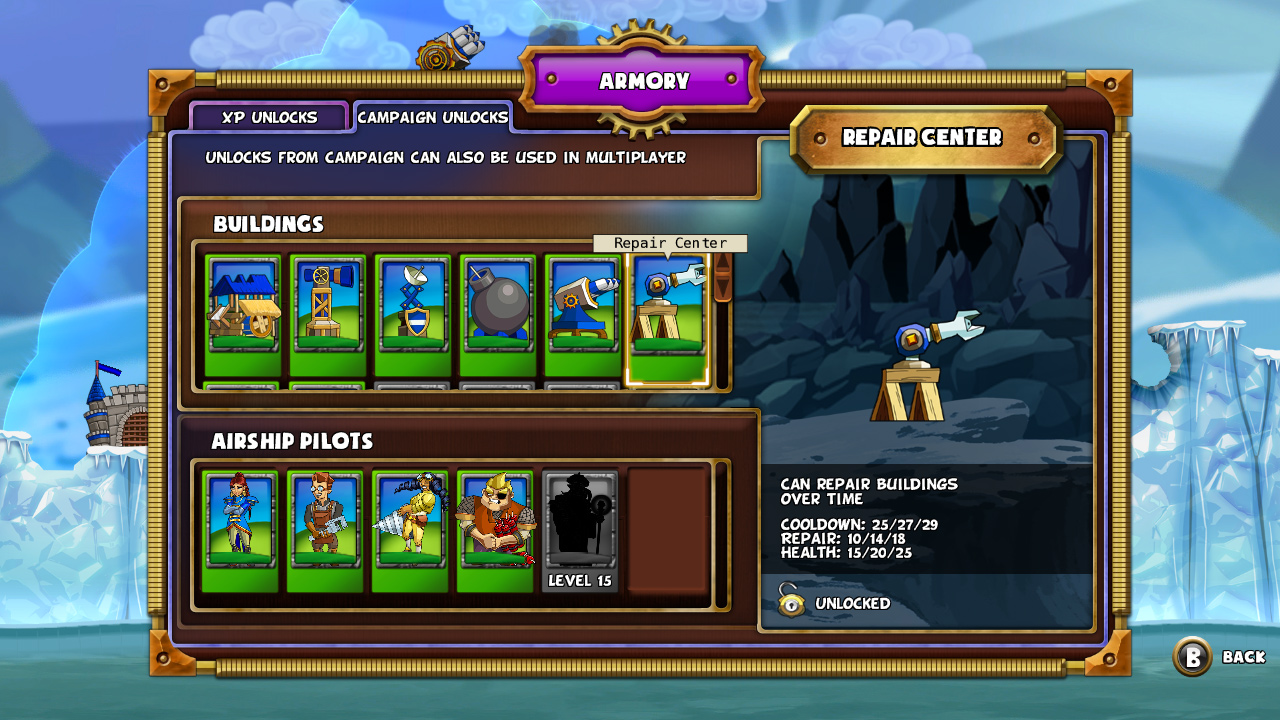 ARMORY
XP UNLOCKS
CAMPAIGN UNLOCKS
UNLOCKS FROM CAMPAIGN CAN ALSO BE USED IN MULTIPLAYER
REPAIR CENTER
BUILDINGS
Repair Center
AIRSHIP PILOTS
LEVEL 15
CAN REPAIR BUILDINGS
OVER TIME
COOLDOWN: 25/27/29
REPAIR: 10/14/18
HEALTH: 15/20/25
UNLOCKED
B BACK